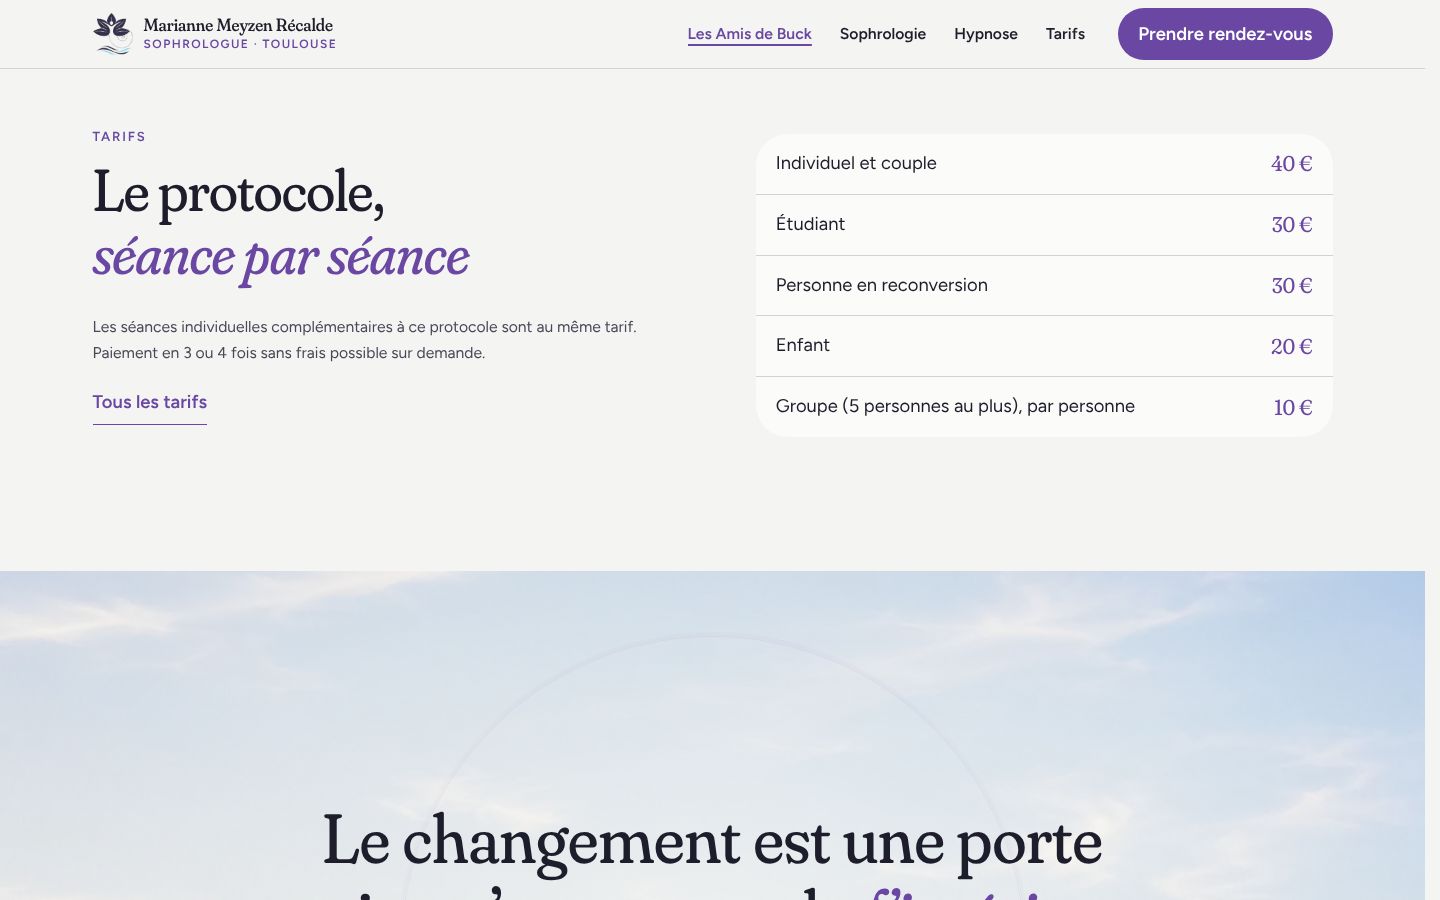 Marianne Meyzen Récalde
SOPHROLOGUE · TOULOUSE
Les Amis de Buck
Sophrologie
Hypnose
Tarifs
Prendre rendez-vous
TARIFS
Le protocole,
séance par séance
Les séances individuelles complémentaires à ce protocole sont au même tarif.
Paiement en 3 ou 4 fois sans frais possible sur demande.
Tous les tarifs
Individuel et couple 40 €
Étudiant 30 €
Personne en reconversion 30 €
Enfant 20 €
Groupe (5 personnes au plus), par personne 10 €
Le changement est une porte